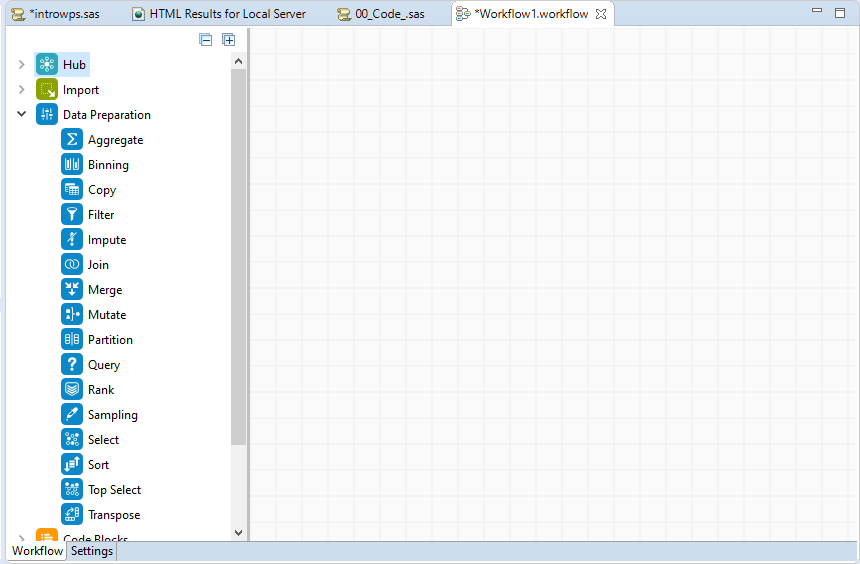 *introwps.sas
HTML Results for Local Server
00_Code_.sas
*Workflow1.workflow
Hub
Import
Data Preparation
Aggregate
Binning
Copy
Filter
Impute
Join
Merge
Mutate
Partition
Query
Rank
Sampling
Select
Sort
Top Select
Transpose
Code Blocks
Workflow
Settings